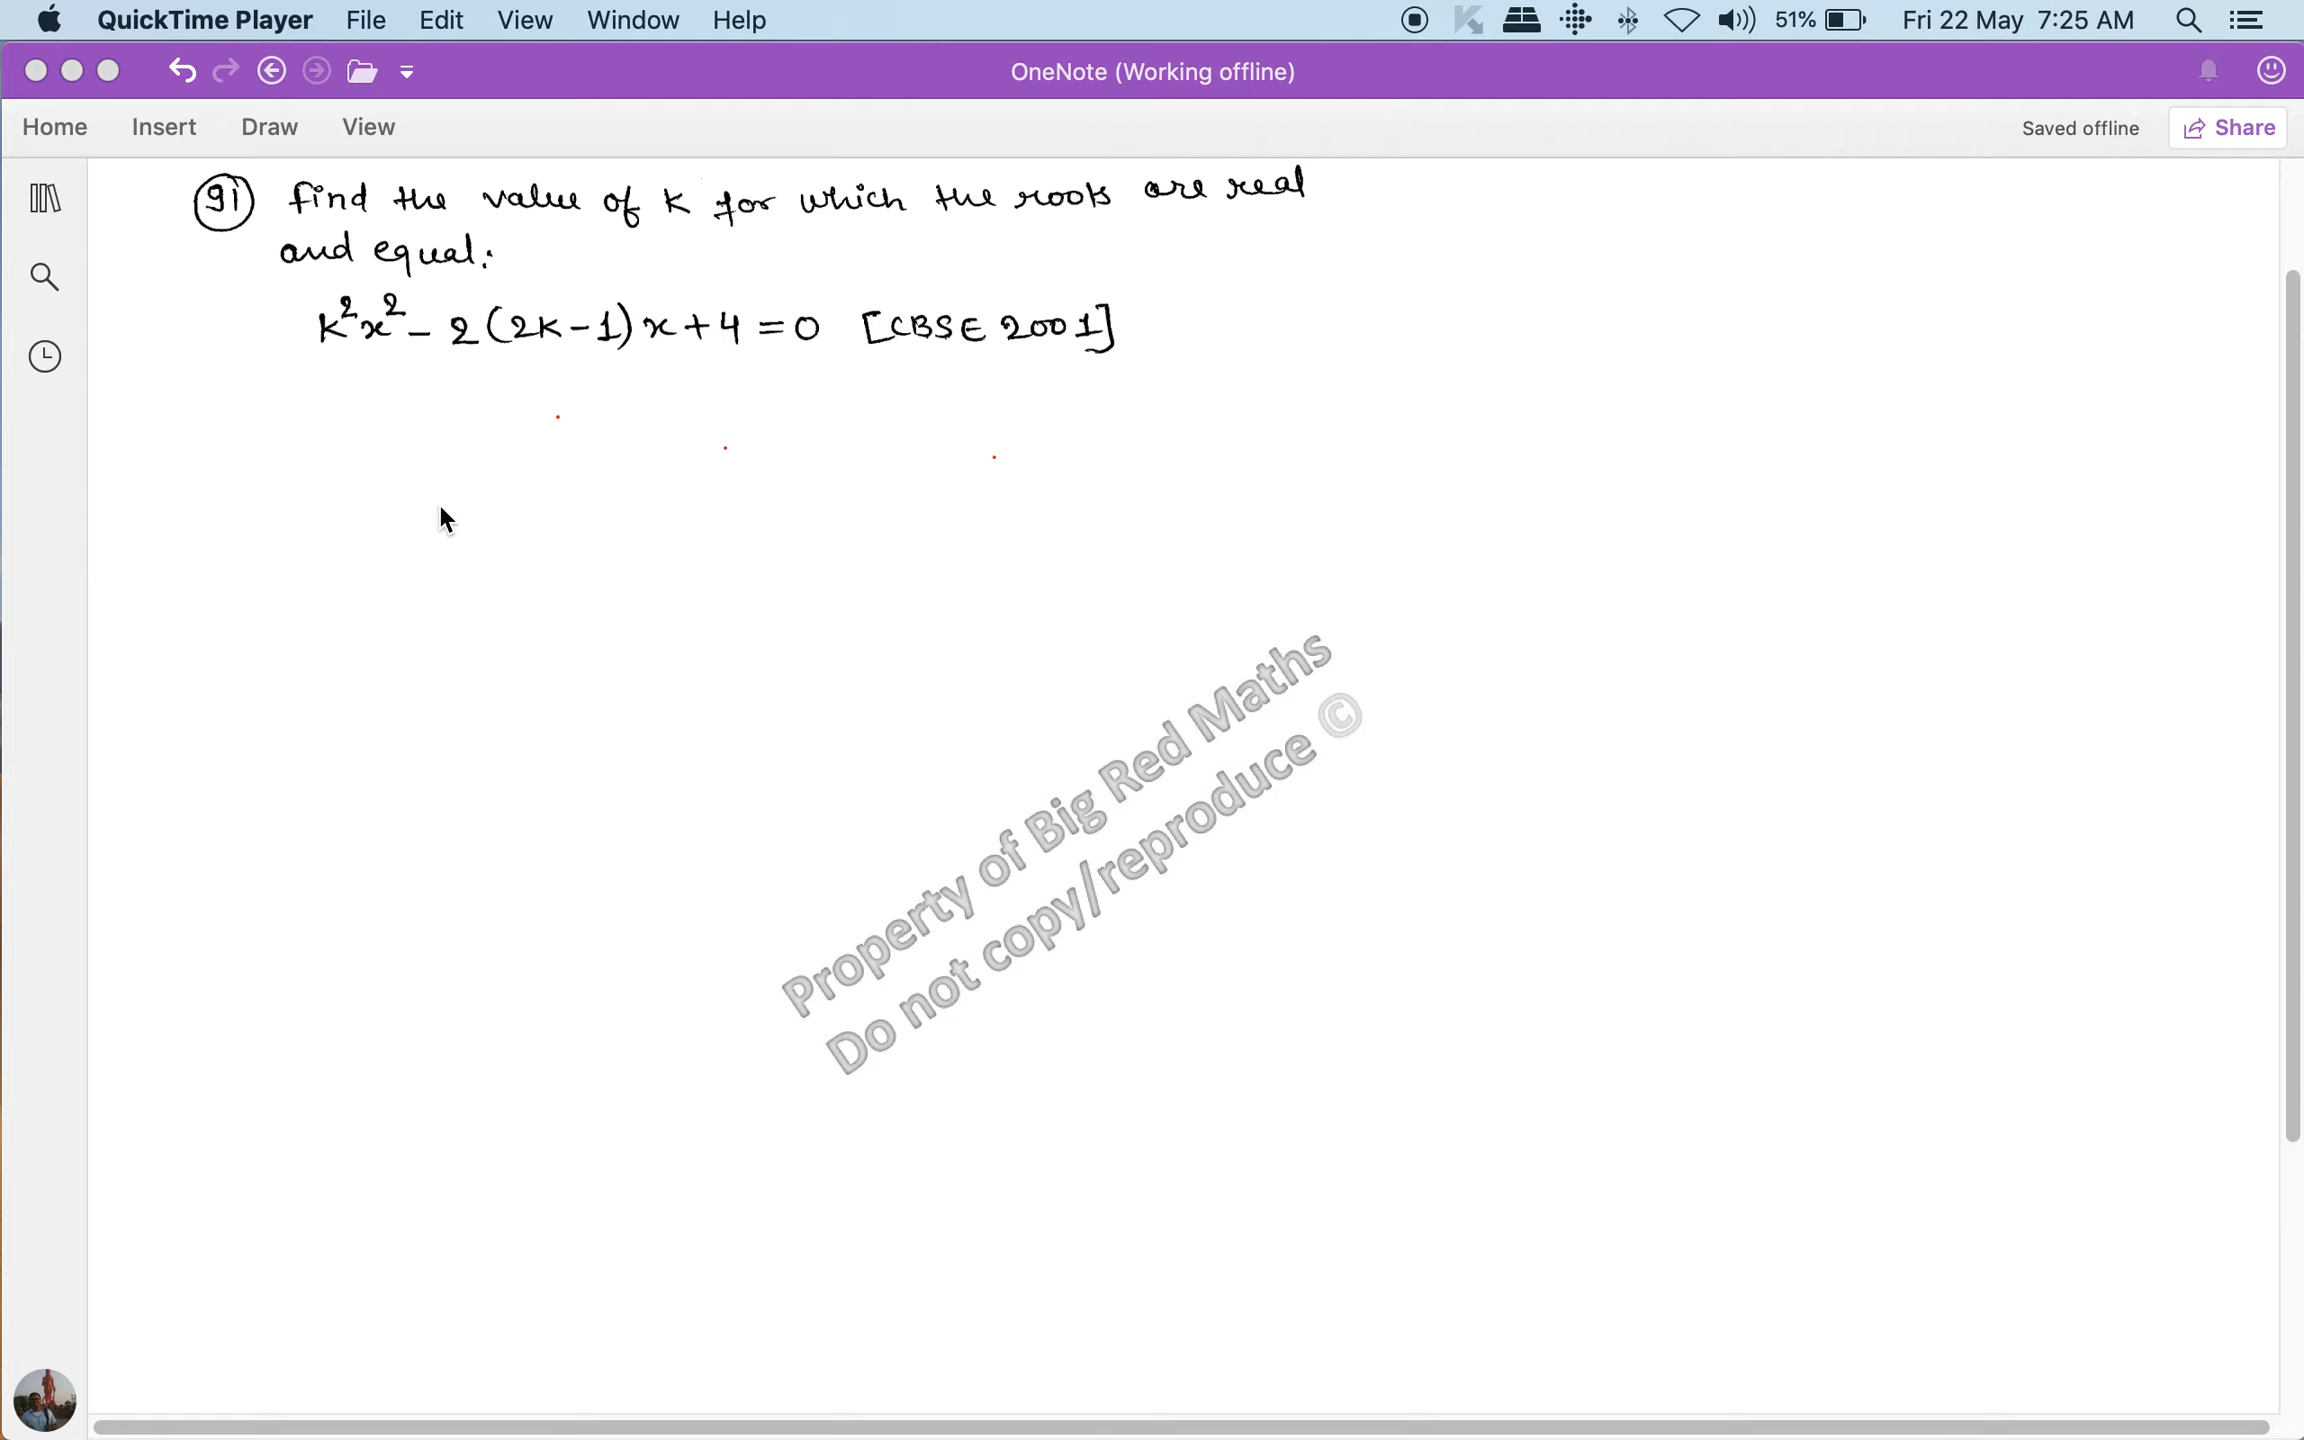 QuickTime Player File Edit View Window Help 51% Fri 22 May 7:25 AM
OneNote (Working offline)
Home Insert Draw View Saved offline Share
91 find the value of K for which the roots are real
and equal:
K²x² - 2(2K-1)x+4=0 [CBSE 2001]
Property of Big Red Maths
Do not copy/reproduce ©